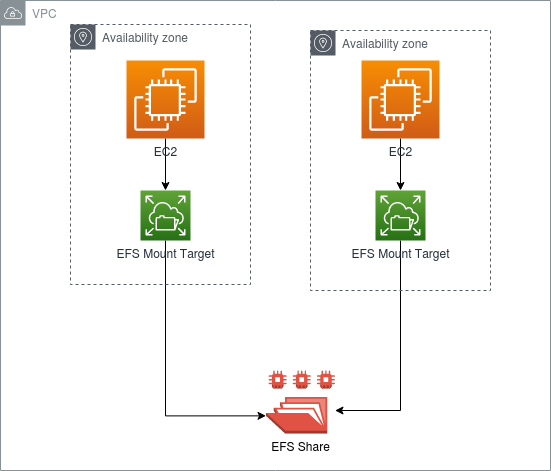 VPC
Availability zone
Availability zone
EC2
EC2
EFS Mount Target
EFS Mount Target
EFS Share